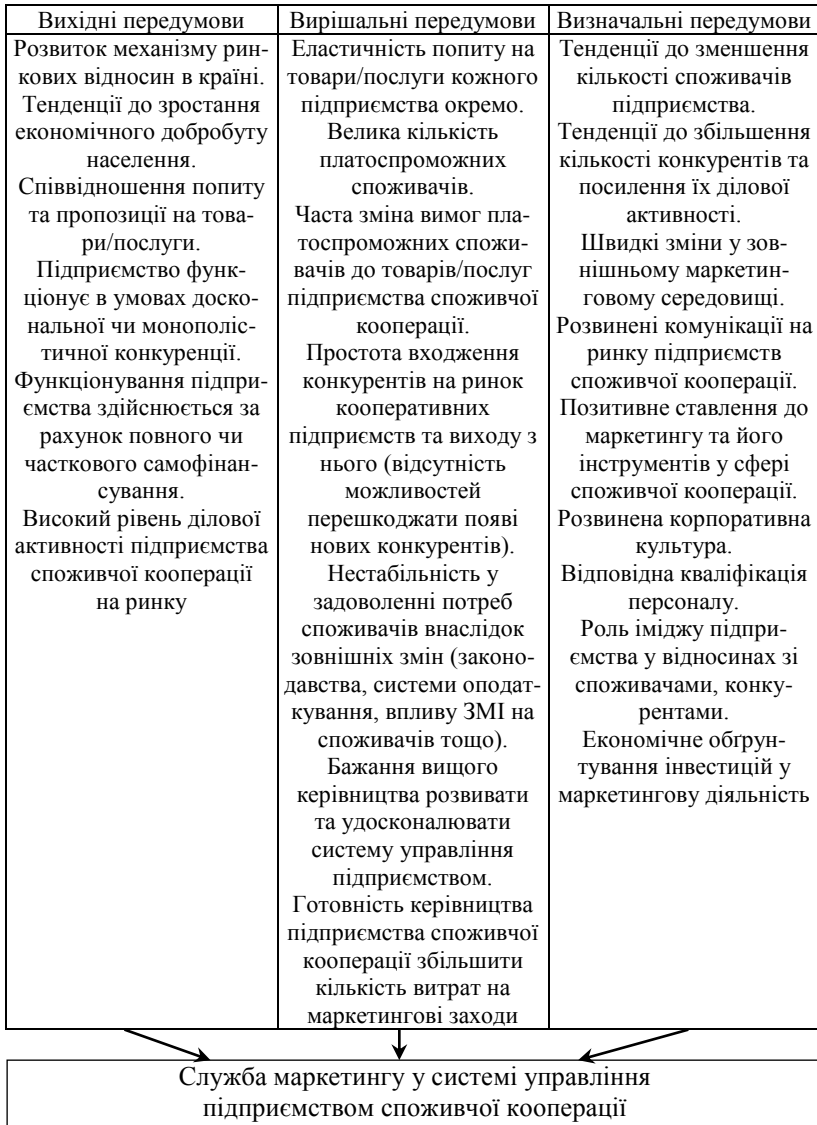 Вихідні передумови
Розвиток механізму рин-
кових відносин в країні.
Тенденції до зростання
економічного добробуту
населення.
Співвідношення попиту
та пропозиції на това-
ри/послуги.
Підприємство функ-
ціонує в умовах доско-
нальної чи монополіс-
тичної конкуренції.
Функціонування підпри-
ємства здійснюється за
рахунок повного чи
часткового самофінан-
сування.
Високий рівень ділової
активності підприємства
споживчої кооперації
на ринку
Вирішальні передумови
Еластичність попиту на
товари/послуги кожного
підприємства окремо.
Велика кількість
платоспроможних
споживачів.
Часта зміна вимог пла-
тоспроможних спожи-
вачів до товарів/послуг
підприємства споживчої
кооперації.
Простота входження
конкурентів на ринок
кооперативних
підприємств та виходу з
нього (відсутність
можливостей
перешкоджати появі
нових конкурентів).
Нестабільність у
задоволенні потреб
споживачів внаслідок
зовнішніх змін (законо-
давства, системи оподат-
кування, впливу ЗМІ на
споживачів тощо).
Бажання вищого
керівництва розвивати
та удосконалювати
систему управління
підприємством.
Готовність керівництва
підприємства споживчої
кооперації збільшити
кількість витрат на
маркетингові заходи
Визначальні передумови
Тенденції до зменшення
кількості споживачів
підприємства.
Тенденції до збільшення
кількості конкурентів та
посилення їх ділової
активності.
Швидкі зміни у зов-
нішньому маркетин-
говому середовищі.
Розвинені комунікації на
ринку підприємств
споживчої кооперації.
Позитивне ставлення до
маркетингу та його
інструментів у сфері
споживчої кооперації.
Розвинена корпоративна
культура.
Відповідна кваліфікація
персоналу.
Роль іміджу підпри-
ємства у відносинах зі
споживачами, конку-
рентами.
Економічне обґрун-
тування інвестицій у
маркетингову діяльність
Служба маркетингу у системі управління
підприємством споживчої кооперації